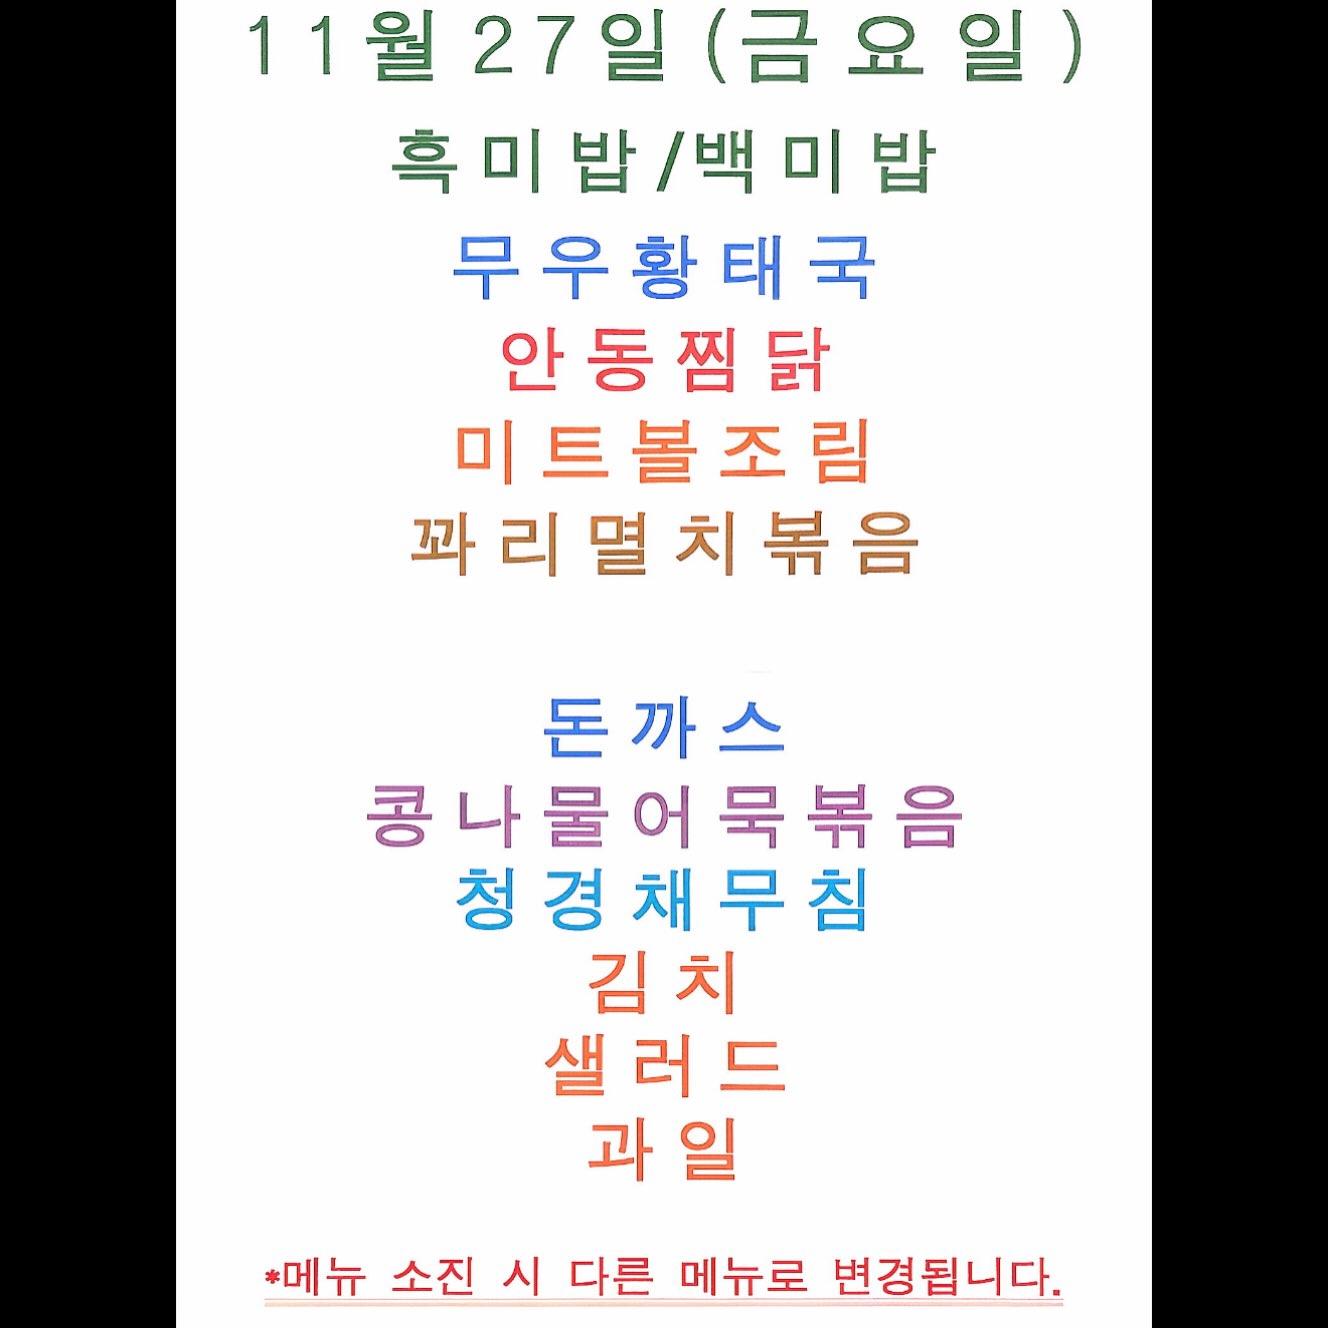 11월 27일(금요일)
흑미밥/백미밥
무우황태국
안동찜닭
미트볼조림
꽈리멸치볶음
돈까스
콩나물어묵볶음
청경채무침
김치
샐러드
과일
*메뉴 소진 시 다른 메뉴로 변경됩니다.